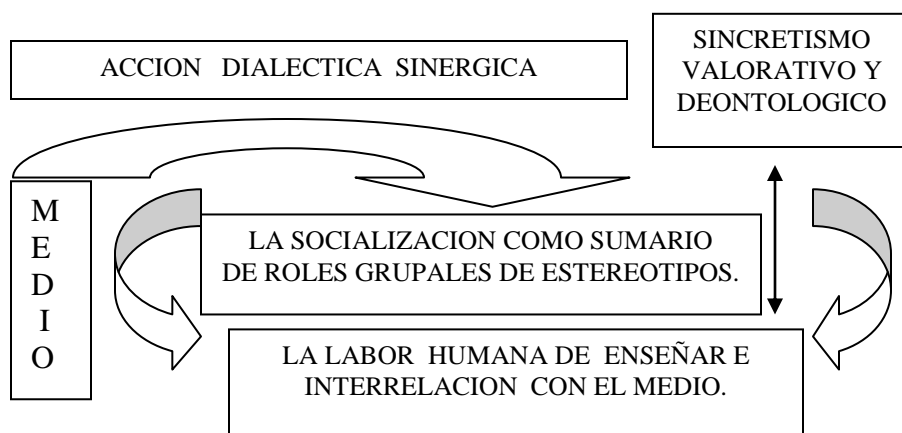 ACCION DIALECTICA SINERGICA
SINCRETISMO
VALORATIVO Y
DEONTOLOGICO
M
E
D
I
O
LA SOCIALIZACION COMO SUMARIO
DE ROLES GRUPALES DE ESTEREOTIPOS.
LA LABOR HUMANA DE ENSEÑAR E
INTERRELACION CON EL MEDIO.